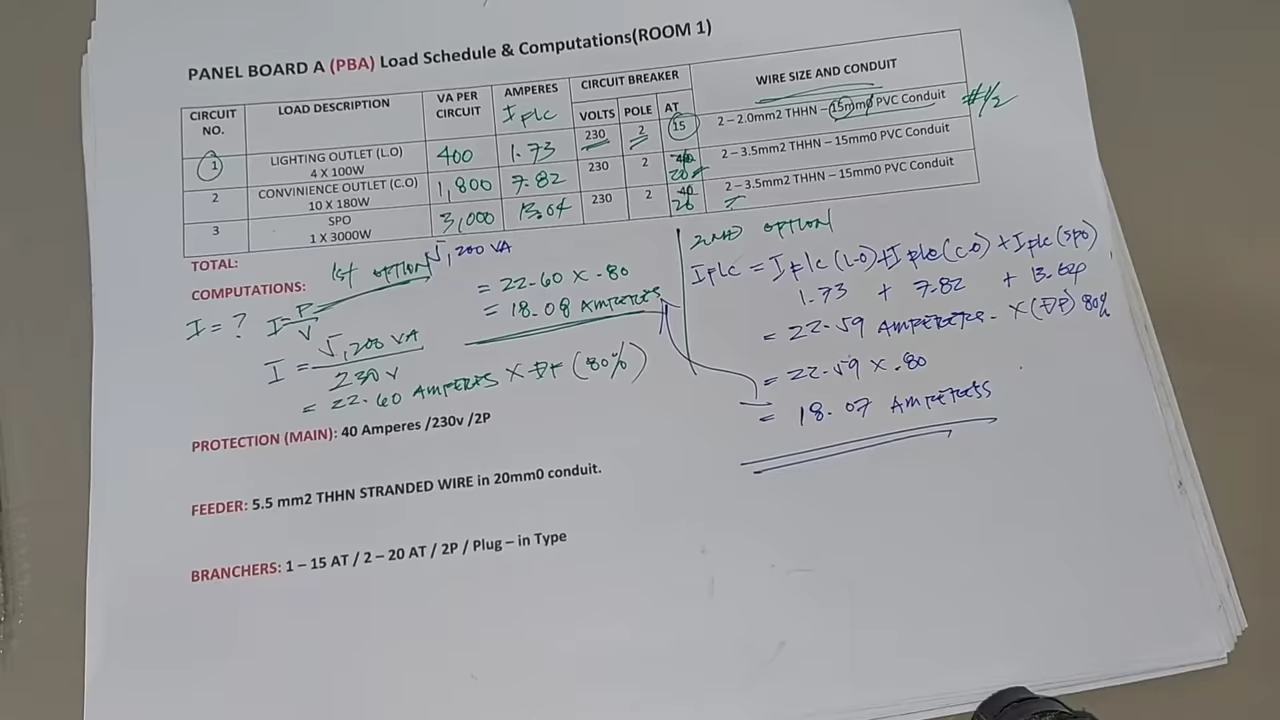 PANEL BOARD A (PBA) Load Schedule & Computations(ROOM 1)
CIRCUIT NO. LOAD DESCRIPTION VA PER CIRCUIT AMPERES I plc CIRCUIT BREAKER WIRE SIZE AND CONDUIT
VOLTS POLE AT
1 LIGHTING OUTLET (L.O) 4 X 100W 400 1.73 230 2 15 2 – 2.0mm2 THHN – 15mm0 PVC Conduit #1/2
2 CONVINIENCE OUTLET (C.O) 10 X 180W 1,800 7.82 230 2 20 2 – 3.5mm2 THHN – 15mm0 PVC Conduit
3 SPO 1 X 3000W 3,000 13.04 230 2 20 2 – 3.5mm2 THHN – 15mm0 PVC Conduit
TOTAL: 5,200 VA
COMPUTATIONS: 1st OPTION
I = ? I = P/V
I = 5,200 VA / 230 V
= 22.60 AMPERES X DF (80%)
= 22.60 X .80
= 18.08 AMPERES
2ND OPTION
I plc = I plc (L.O) + I plc (C.O) + I plc (SPO)
1.73 + 7.82 + 13.04
= 22.59 AMPERES X (DF) 80%
= 22.59 X .80
= 18.07 AMPERES
PROTECTION (MAIN): 40 Amperes /230v /2P
FEEDER: 5.5 mm2 THHN STRANDED WIRE in 20mm0 conduit.
BRANCHERS: 1 – 15 AT / 2 – 20 AT / 2P / Plug – in Type